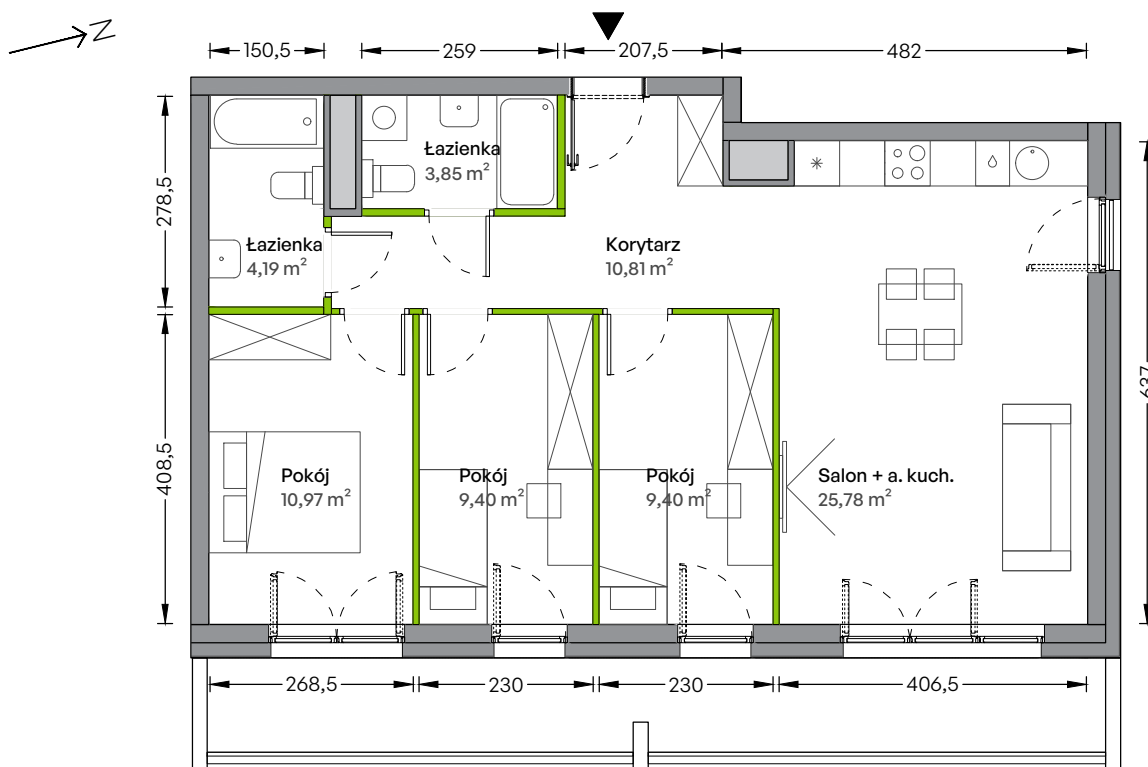 N
150,5
259
207,5
482
Łazienka
3,85 m²
278,5
Łazienka
4,19 m²
Korytarz
10,81 m²
637
408,5
Pokój
10,97 m²
Pokój
9,40 m²
Pokój
9,40 m²
Salon + a. kuch.
25,78 m²
268,5
230
230
406,5